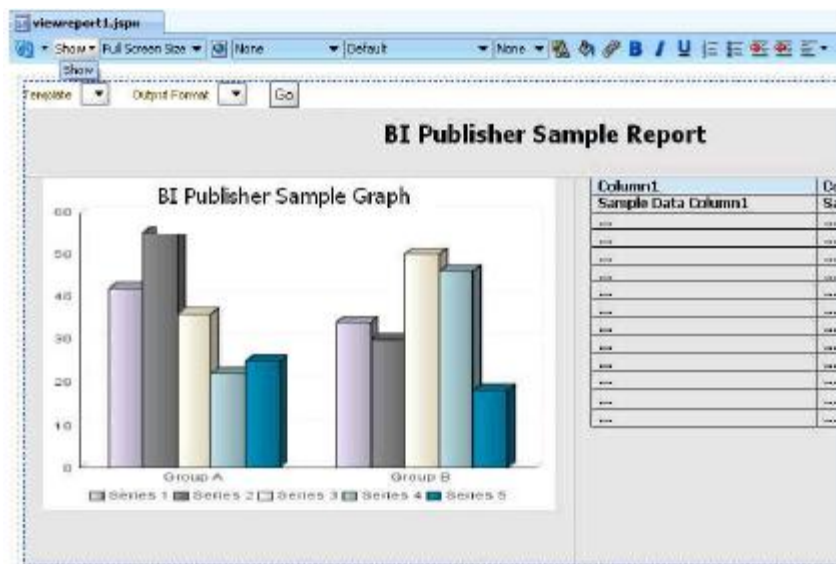 viewreport1.jspx
Show Full Screen Size None Default None B I U
Show
Template Output Format Go
BI Publisher Sample Report
BI Publisher Sample Graph
60
50
40
30
20
10
0
Group A Group B
Series 1 Series 2 Series 3 Series 4 Series 5
Column1
Sample Data Column1
...
...
...
...
...
...
...
...
...
...
...
...